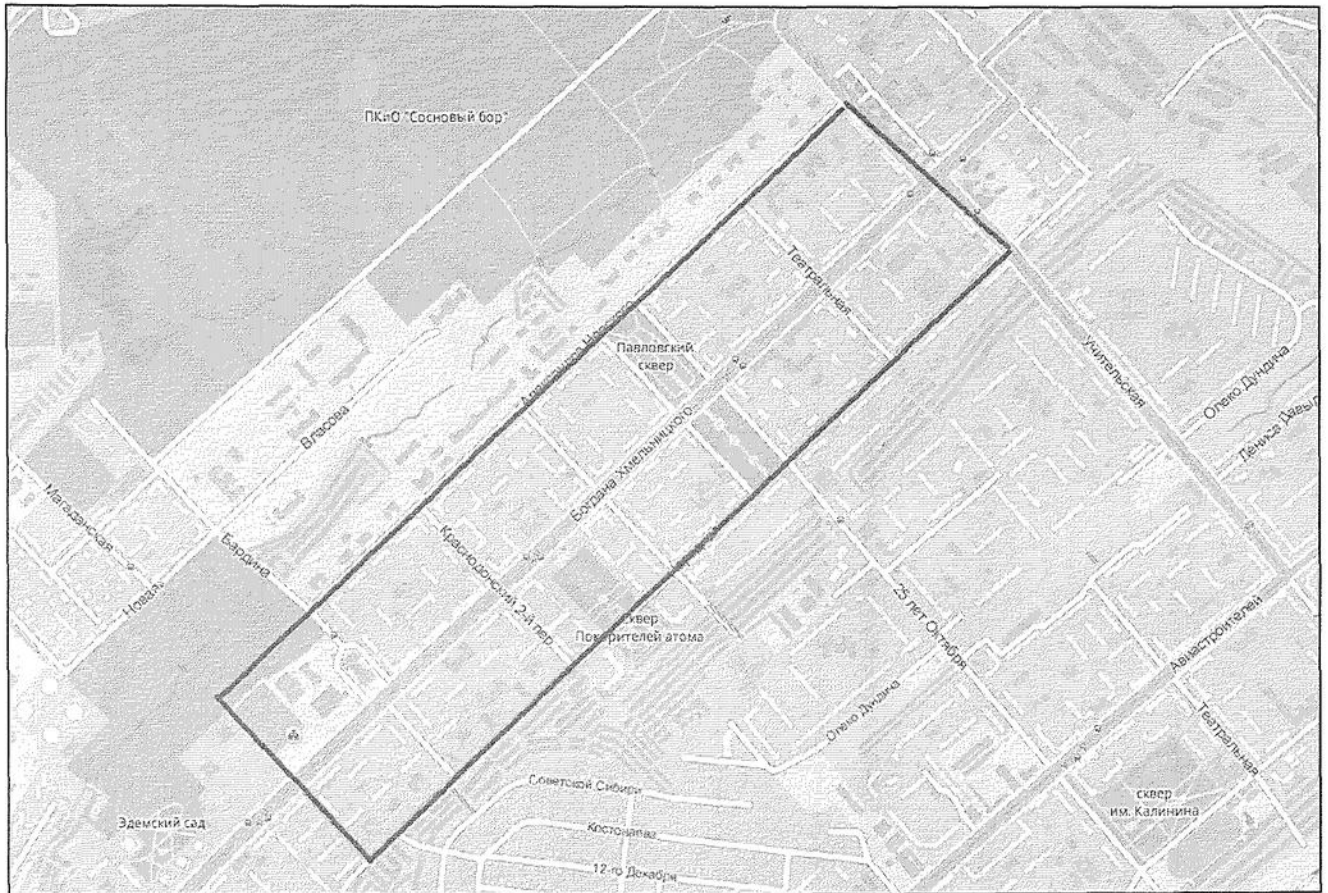 ПКиО "Сосновый бор"
Театральная
Павловский
сквер
Учительская
Олеко Дундича
Власова
Богдана Хмельницкого
Магаданская
Бардина
Новая
Краснодонский 2-й пер
сквер
Покорителей атома
25 лет Октября
Авиастроителей
Олеко Дундича
Театральная
Советской Сибири
сквер
им. Калинина
Эдемский сад
Костонаева
12-го Декабря